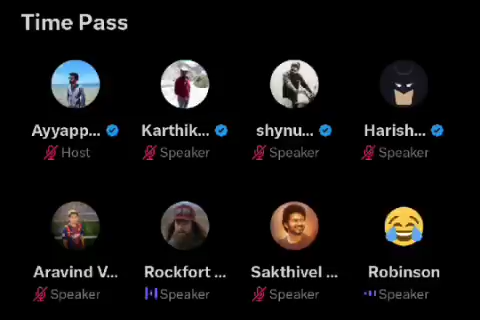 Time Pass
Ayyapp... Karthik... shynu... Harish...
Host Speaker Speaker Speaker
Aravind V... Rockfort ... Sakthivel ... Robinson
Speaker Speaker Speaker Speaker